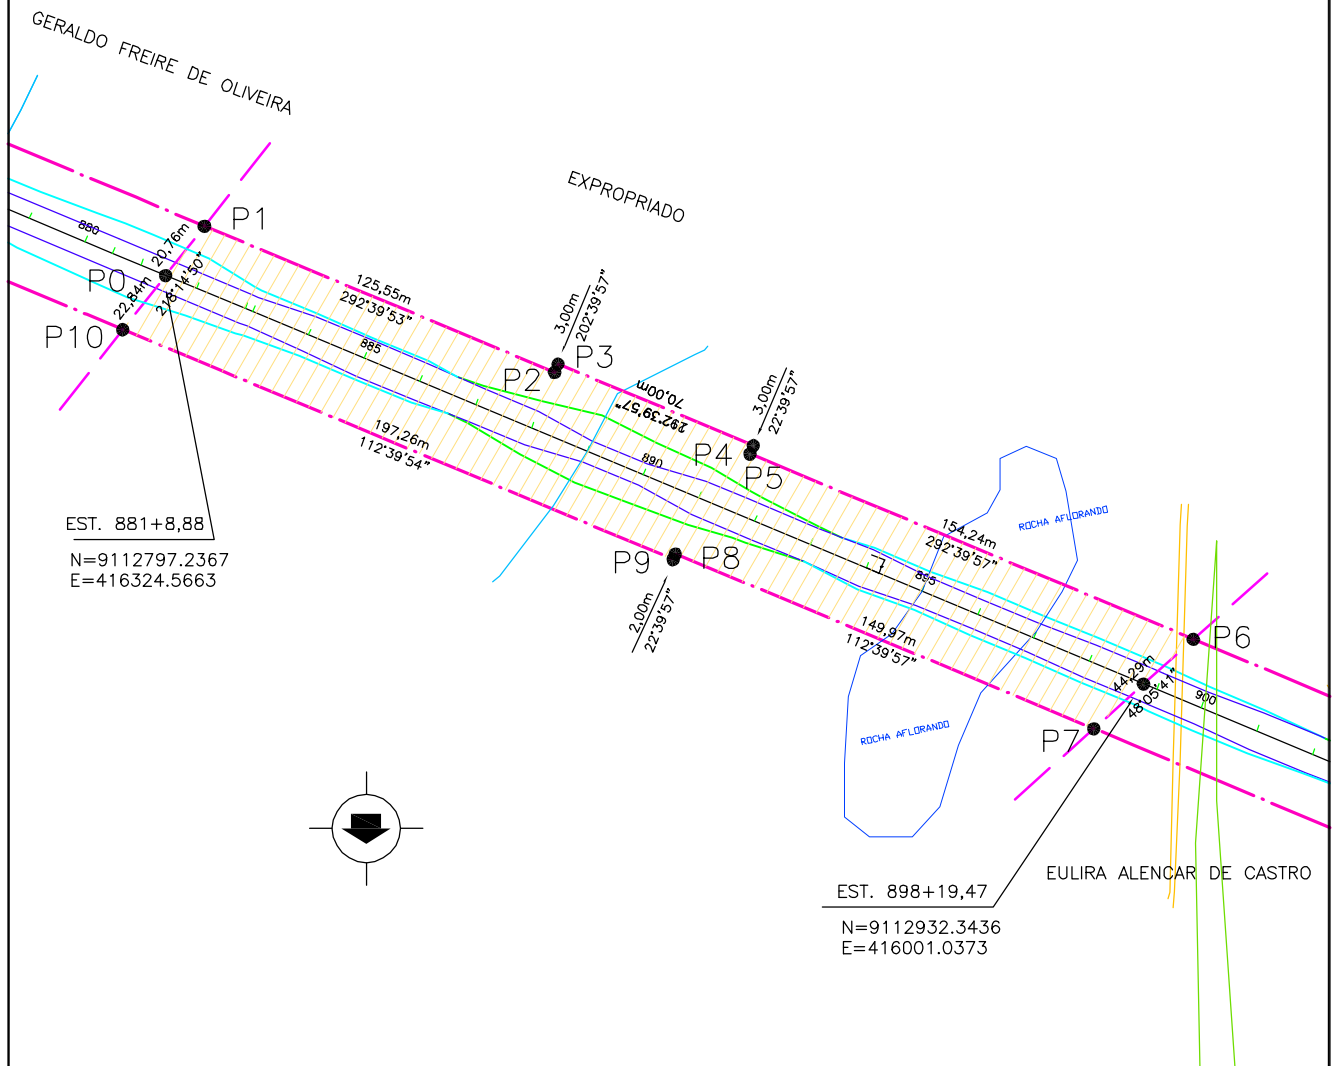 GERALDO FREIRE DE OLIVEIRA
EXPROPRIADO
P1
880
20,76m
P0
218°14'50"
22,84m
P10
125,55m
292°39'53"
885
3,00m
202°39'57"
P3
P2
70,00m
292°39'57"
3,00m
22°39'57"
P4
P5
197,26m
112°39'54"
890
EST. 881+8,88
N=9112797.2367
E=416324.5663
P9
P8
2,00m
22°39'57"
ROCHA AFLORANDO
154,24m
292°39'57"
895
149,97m
112°39'57"
P6
44,29m
48°05'41"
900
P7
ROCHA AFLORANDO
EULIRA ALENCAR DE CASTRO
EST. 898+19,47
N=9112932.3436
E=416001.0373